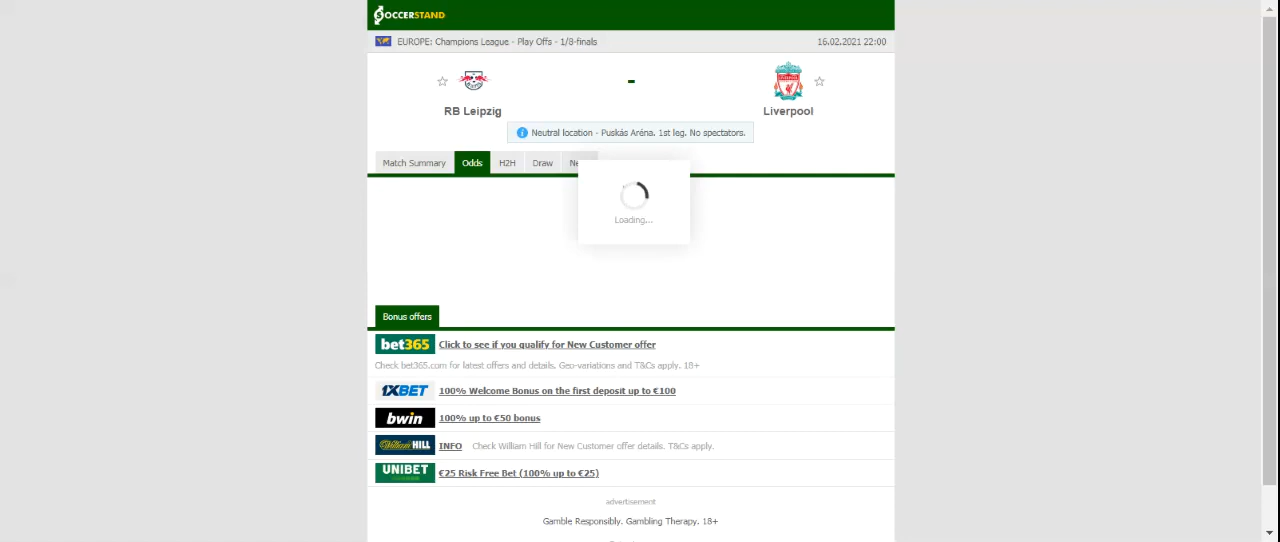 SOCCERSTAND
EUROPE: Champions League - Play Offs - 1/8-finals 16.02.2021 22:00
-
RB Leipzig Liverpool
Neutral location - Puskás Aréna. 1st leg. No spectators.
Match Summary Odds H2H Draw
Loading...
Bonus offers
bet365 Click to see if you qualify for New Customer offer
Check bet365.com for latest offers and details. Geo-variations and T&Cs apply. 18+
1XBET 100% Welcome Bonus on the first deposit up to €100
bwin 100% up to €50 bonus
William HILL INFO Check William Hill for New Customer offer details. T&Cs apply.
UNIBET €25 Risk Free Bet (100% up to €25)
advertisement
Gamble Responsibly. Gambling Therapy. 18+